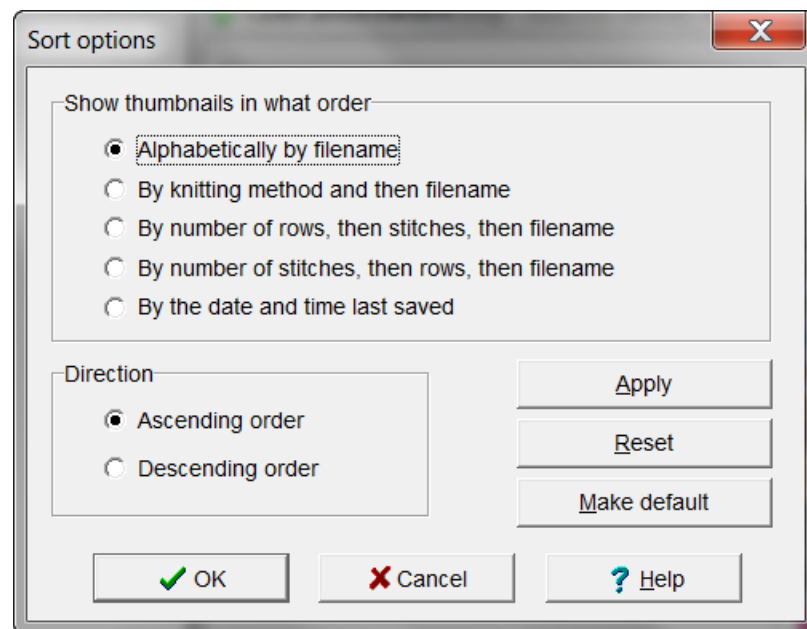 Sort options
Show thumbnails in what order
Alphabetically by filename
By knitting method and then filename
By number of rows, then stitches, then filename
By number of stitches, then rows, then filename
By the date and time last saved
Direction
Ascending order
Descending order
Apply
Reset
Make default
OK
Cancel
Help